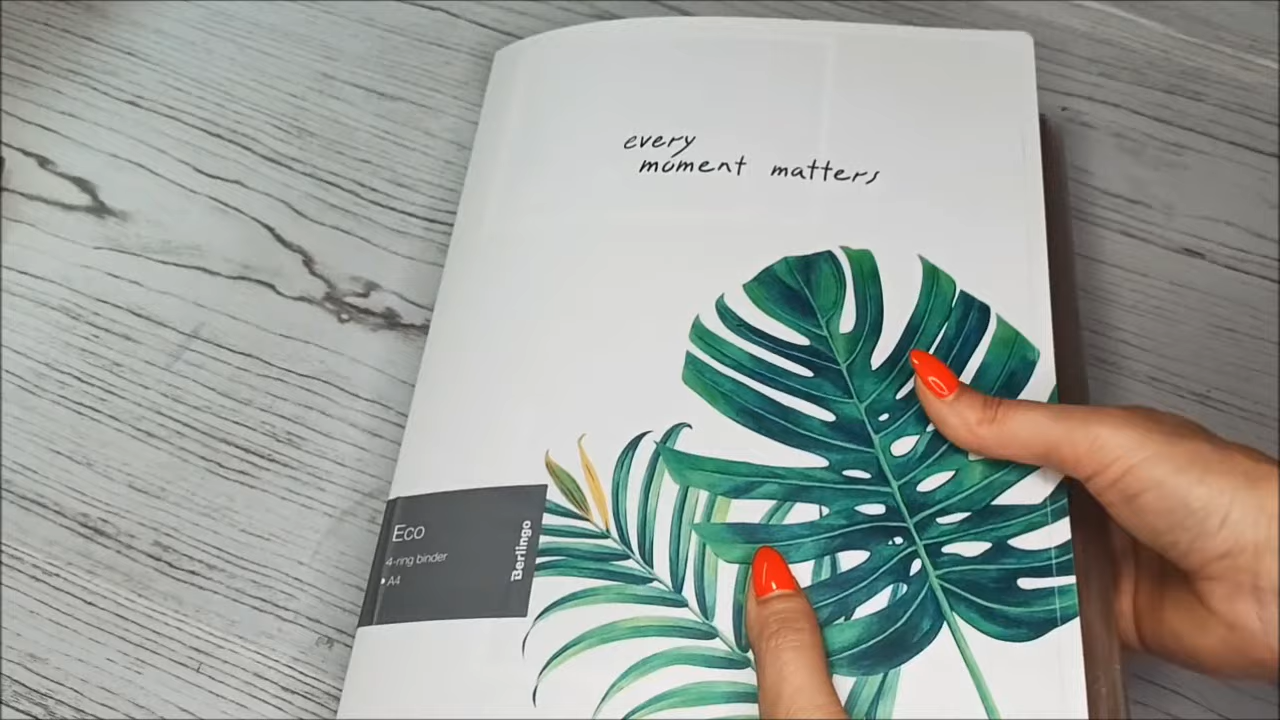 every
moment matters
Eco
4-ring binder
A4
Berlingo